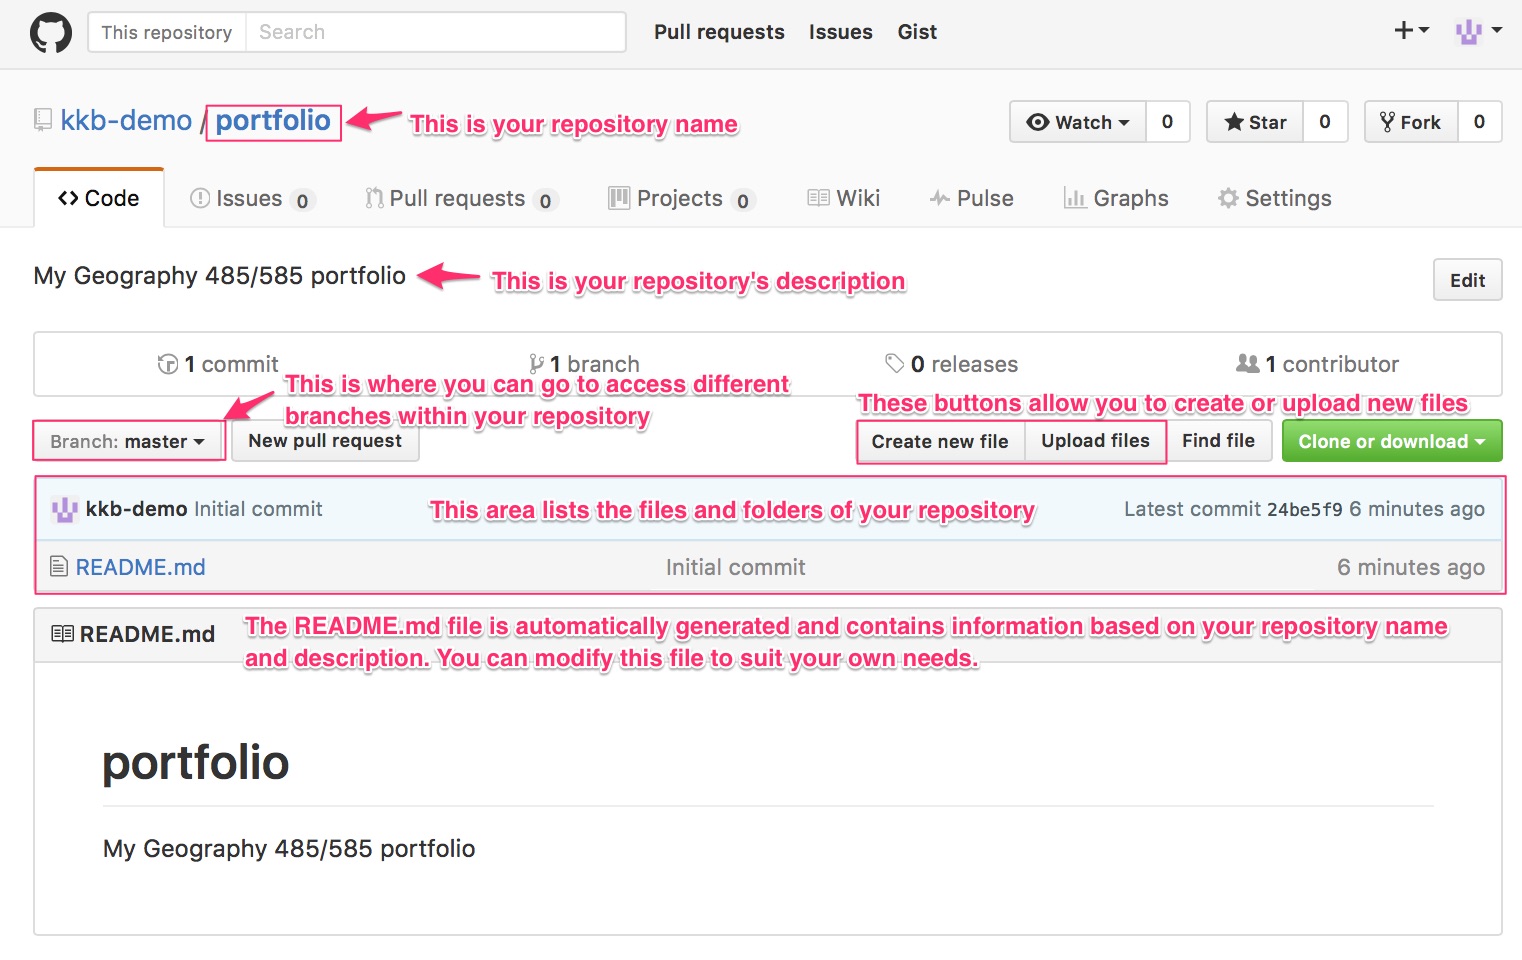 This repository Search Pull requests Issues Gist
kkb-demo / portfolio This is your repository name Watch 0 Star 0 Fork 0
Code Issues 0 Pull requests 0 Projects 0 Wiki Pulse Graphs Settings
My Geography 485/585 portfolio This is your repository's description Edit
1 commit 1 branch 0 releases 1 contributor
This is where you can go to access different
branches within your repository
These buttons allow you to create or upload new files
Branch: master New pull request Create new file Upload files Find file Clone or download
kkb-demo Initial commit This area lists the files and folders of your repository Latest commit 24be5f9 6 minutes ago
README.md Initial commit 6 minutes ago
README.md
The README.md file is automatically generated and contains information based on your repository name
and description. You can modify this file to suit your own needs.
portfolio
My Geography 485/585 portfolio